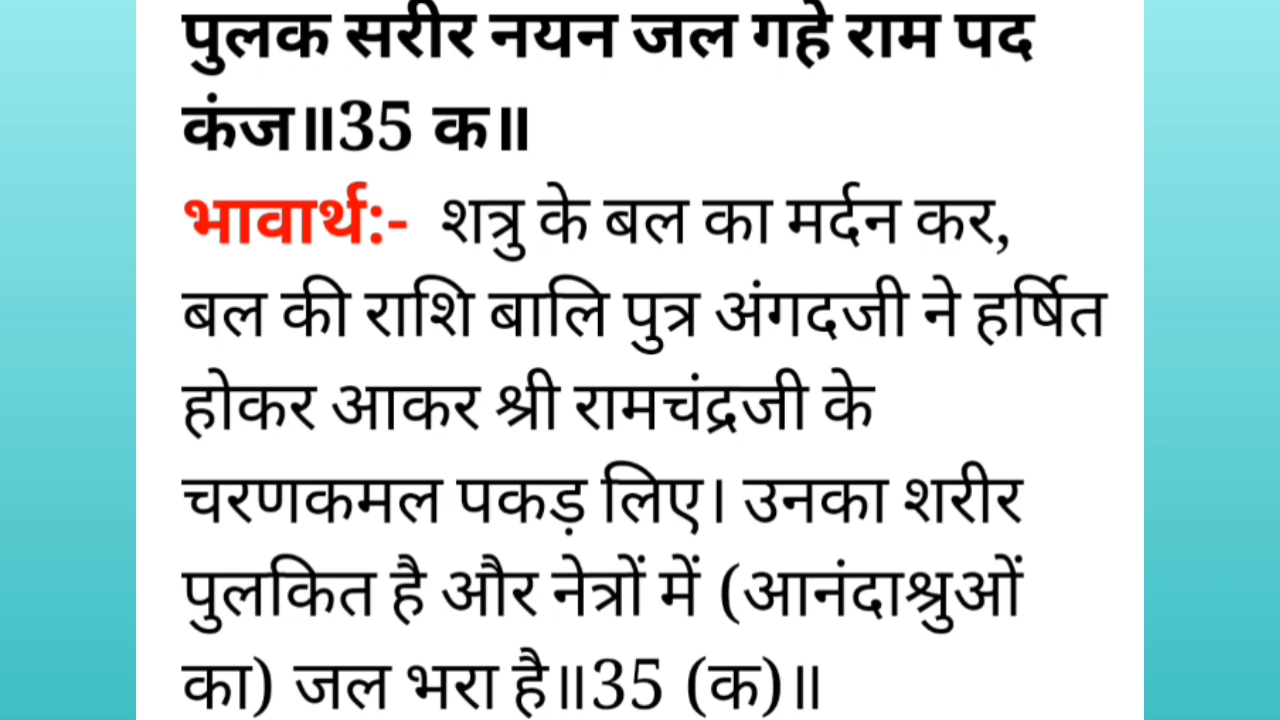 पुलक सरीर नयन जल गहे राम पद
कंज॥35 क॥
भावार्थ:- शत्रु के बल का मर्दन कर,
बल की राशि बालि पुत्र अंगदजी ने हर्षित
होकर आकर श्री रामचंद्रजी के
चरणकमल पकड़ लिए। उनका शरीर
पुलकित है और नेत्रों में (आनंदाश्रुओं
का) जल भरा है॥35 (क)॥